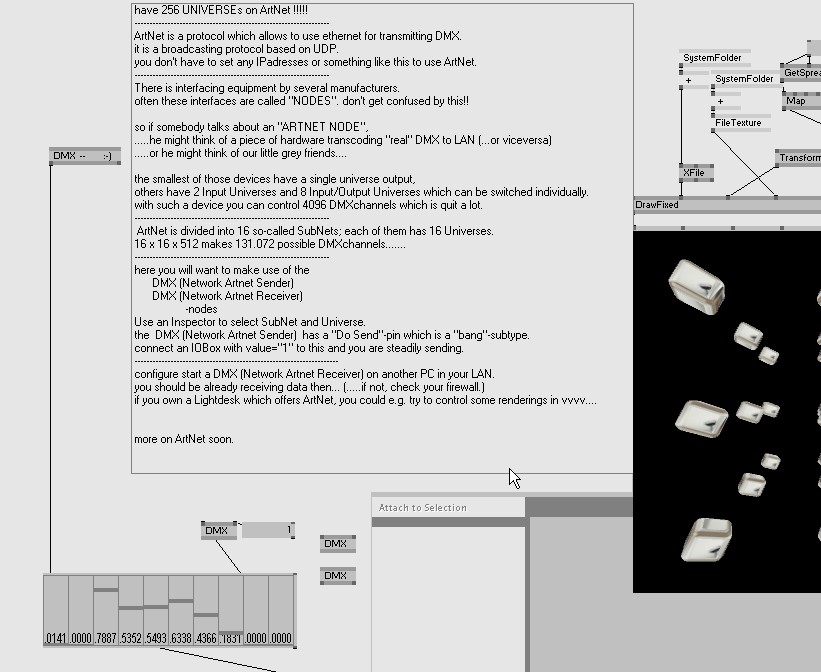 have 256 UNIVERSEs on ArtNet !!!!!
------------------------------------------------------------
ArtNet is a protocol which allows to use ethernet for transmitting DMX.
it is a broadcasting protocol based on UDP.
you don't have to set any IPadresses or something like this to use ArtNet.
------------------------------------------------------------
There is interfacing equipment by several manufacturers.
often these interfaces are called "NODES". don't get confused by this!!
so if somebody talks about an "ARTNET NODE",
.....he might think of a piece of hardware transcoding "real" DMX to LAN (...or viceversa)
.....or he might think of our little grey friends....
the smallest of those devices have a single universe output,
others have 2 Input Universes and 8 Input/Output Universes which can be switched individually.
with such a device you can control 4096 DMXchannels which is quit a lot.
------------------------------------------------------------
ArtNet is divided into 16 so-called SubNets; each of them has 16 Universes.
16 x 16 x 512 makes 131.072 possible DMXchannels.......
------------------------------------------------------------
here you will want to make use of the
DMX (Network Artnet Sender)
DMX (Network Artnet Receiver)
-nodes
Use an Inspector to select SubNet and Universe.
the DMX (Network Artnet Sender) has a "Do Send"-pin which is a "bang"-subtype.
connect an IOBox with value="1" to this and you are steadily sending.
------------------------------------------------------------
configure start a DMX (Network Artnet Receiver) on another PC in your LAN.
you should be already receiving data then... (.....if not, check your firewall.)
if you own a Lightdesk which offers ArtNet, you could e.g. try to control some renderings in vvvv....
more on ArtNet soon.
DMX -- :-)
SystemFolder
+
SystemFolder
+
FileTexture
GetSprea
Map
Transform
XFile
DrawFixed
Attach to Selection
DMX
1
DMX
DMX
.0141 .0000 .7887 .5352 .5493 .6338 .4366 .1831 .0000 .0000